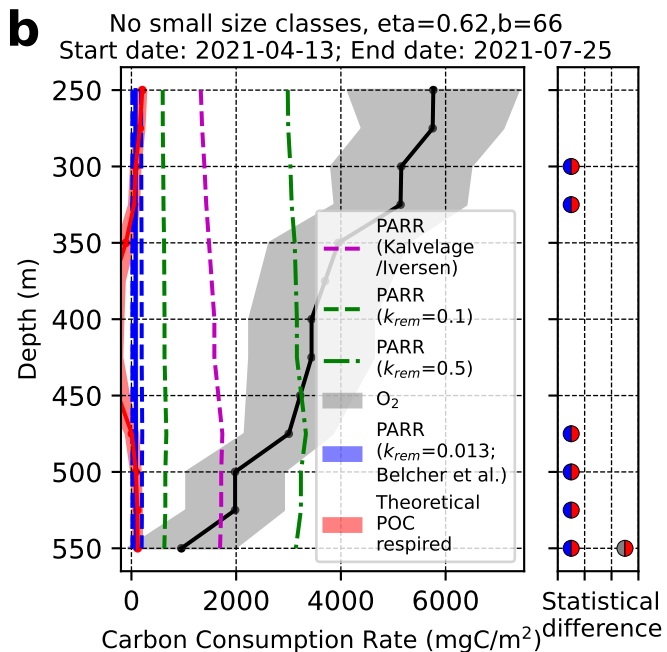 b
No small size classes, eta=0.62,b=66
Start date: 2021-04-13; End date: 2021-07-25
250
300
350
400
450
500
550
Depth (m)
PARR
(Kalvelage
/Iversen)
PARR
(k_rem=0.1)
PARR
(k_rem=0.5)
O₂
PARR
(k_rem=0.013;
Belcher et al.)
Theoretical
POC
respired
0 2000 4000 6000
Carbon Consumption Rate (mgC/m²)
Statistical
difference